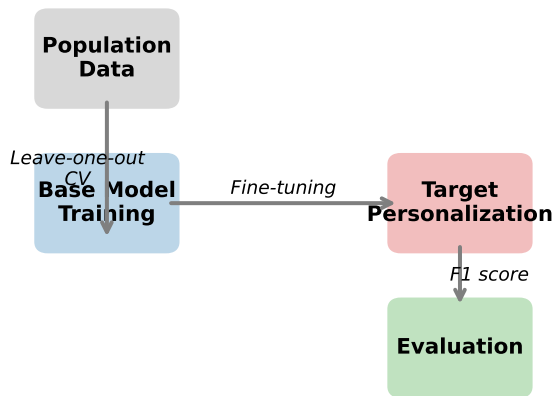 Population
Data
Leave-one-out
CV
Base Model
Training
Fine-tuning
Target
Personalization
F1 score
Evaluation